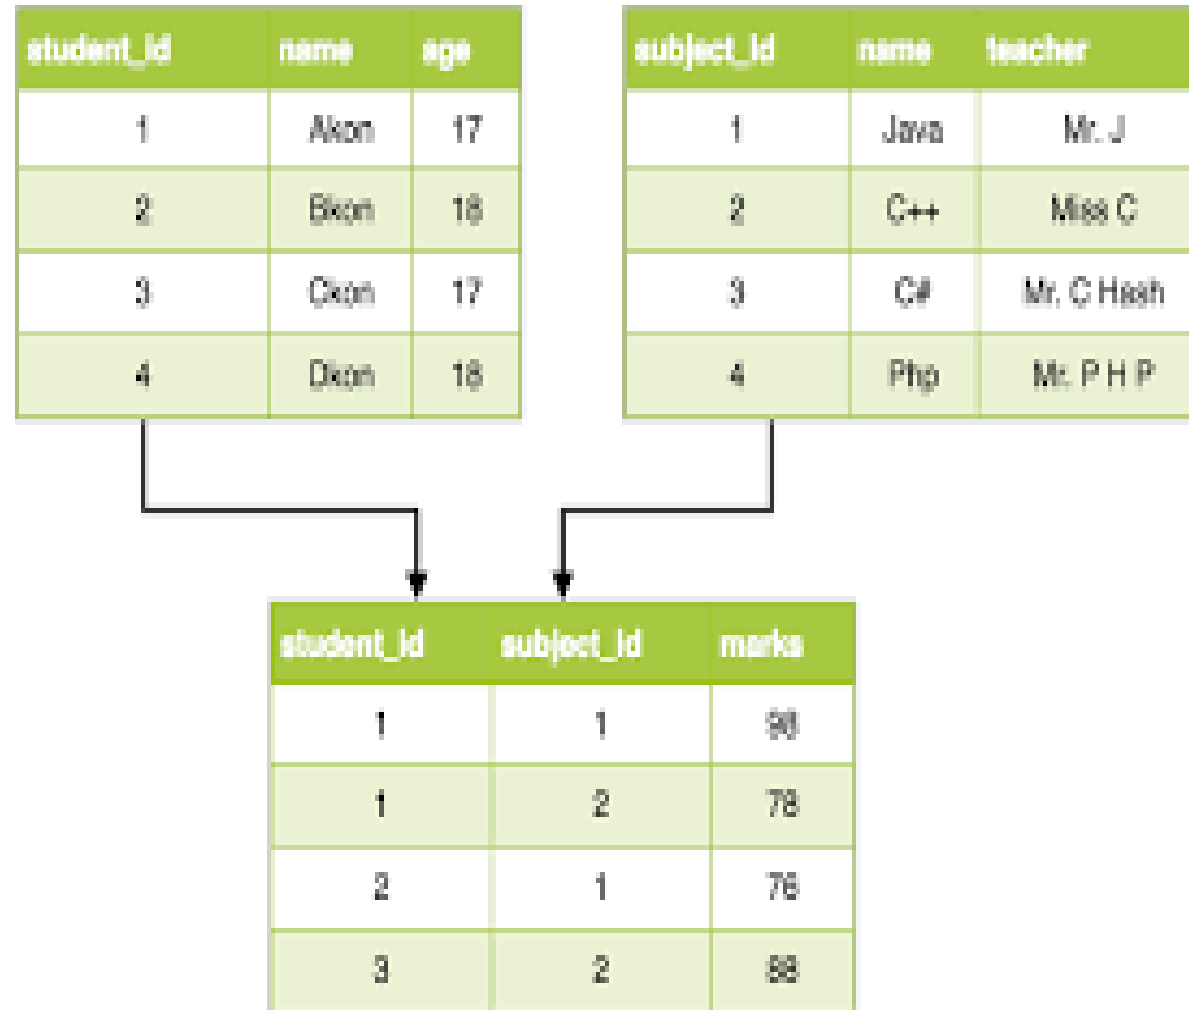 student_id name age
1 Akon 17
2 Bkon 18
3 Ckon 17
4 Dkon 18
subject_id name teacher
1 Java Mr. J
2 C++ Miss C
3 C# Mr. C Hash
4 Php Mr. P H P
student_id subject_id marks
1 1 98
1 2 78
2 1 76
3 2 88